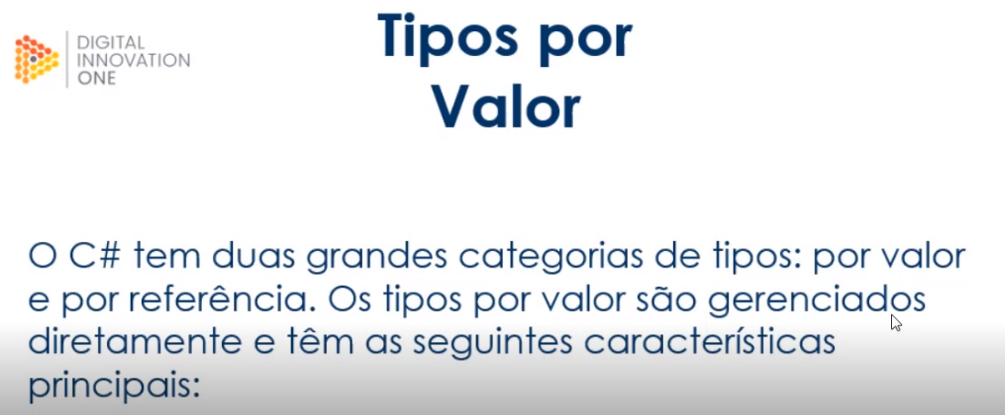 DIGITAL
INNOVATION
ONE
Tipos por
Valor
O C# tem duas grandes categorias de tipos: por valor
e por referência. Os tipos por valor são gerenciados
diretamente e têm as seguintes características
principais: